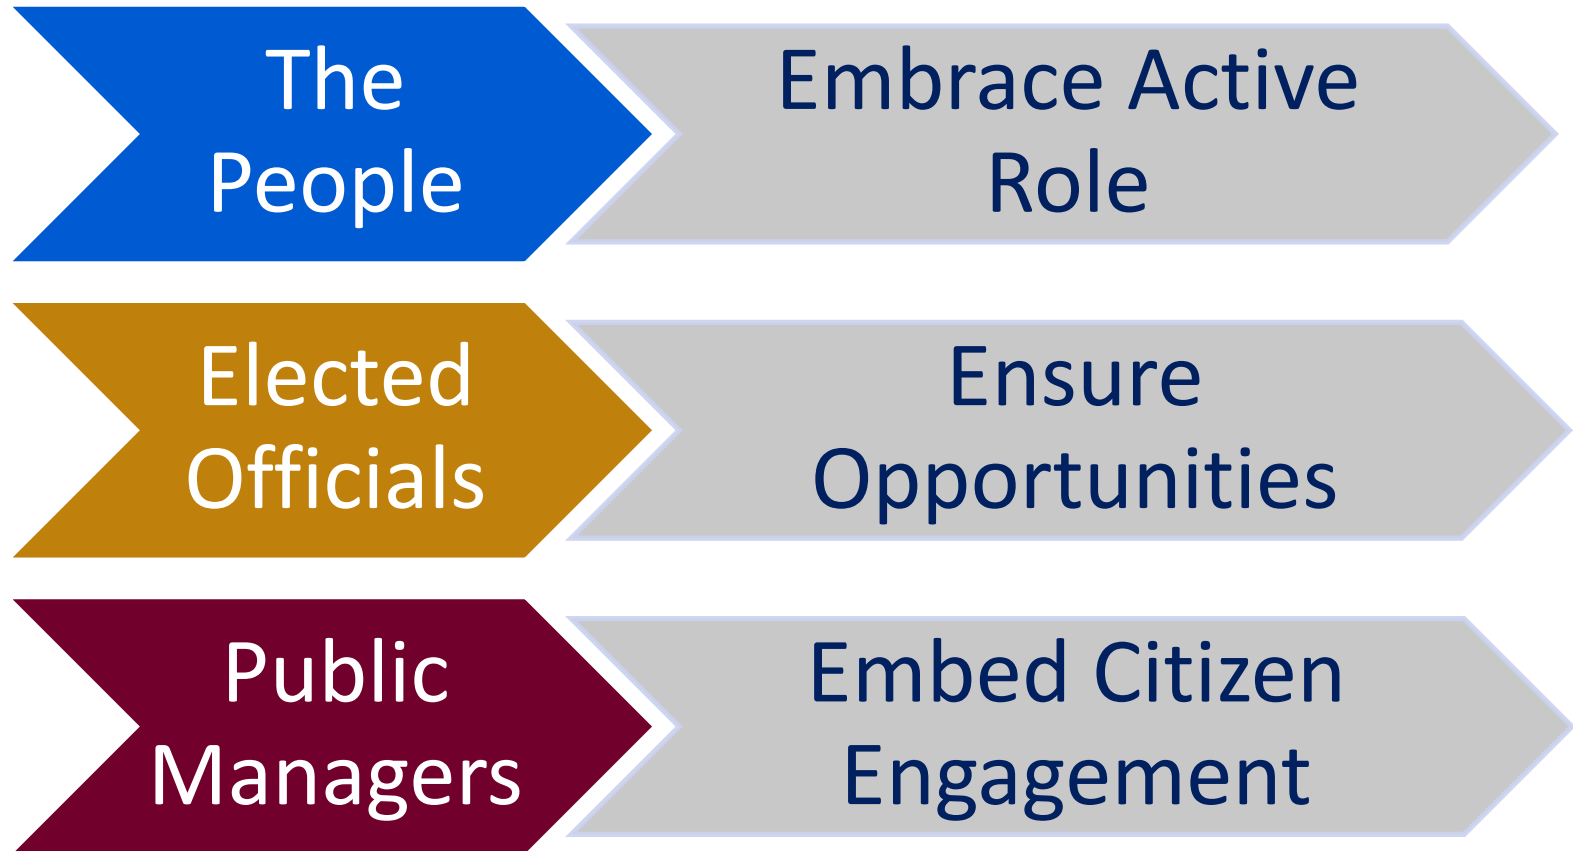 The
People
Embrace Active
Role
Elected
Officials
Ensure
Opportunities
Public
Managers
Embed Citizen
Engagement